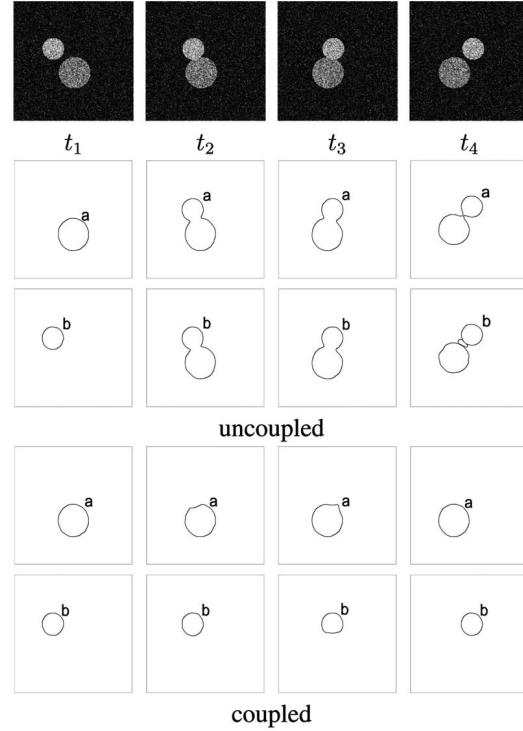 t₁ t₂ t₃ t₄
a a a a
b b b b
uncoupled
a a a a
b b b b
coupled